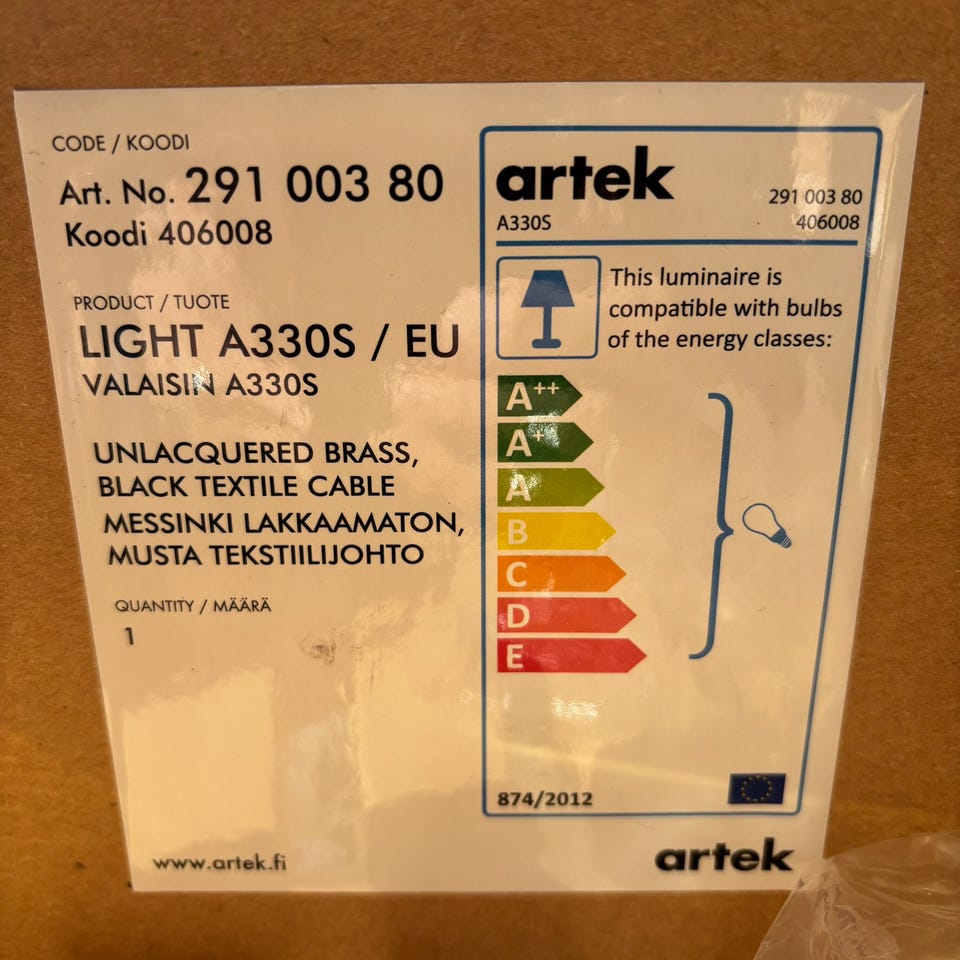 CODE / KOODI
Art. No. 291 003 80
Koodi 406008
PRODUCT / TUOTE
LIGHT A330S / EU
VALAISIN A330S
UNLACQUERED BRASS,
BLACK TEXTILE CABLE
MESSINKI LAKKAAMATON,
MUSTA TEKSTIILIJOHTO
QUANTITY / MÄÄRÄ
1
www.artek.fi
artek
291 003 80
A330S
406008
This luminaire is
compatible with bulbs
of the energy classes:
A++
A+
A
B
C
D
E
874/2012
artek